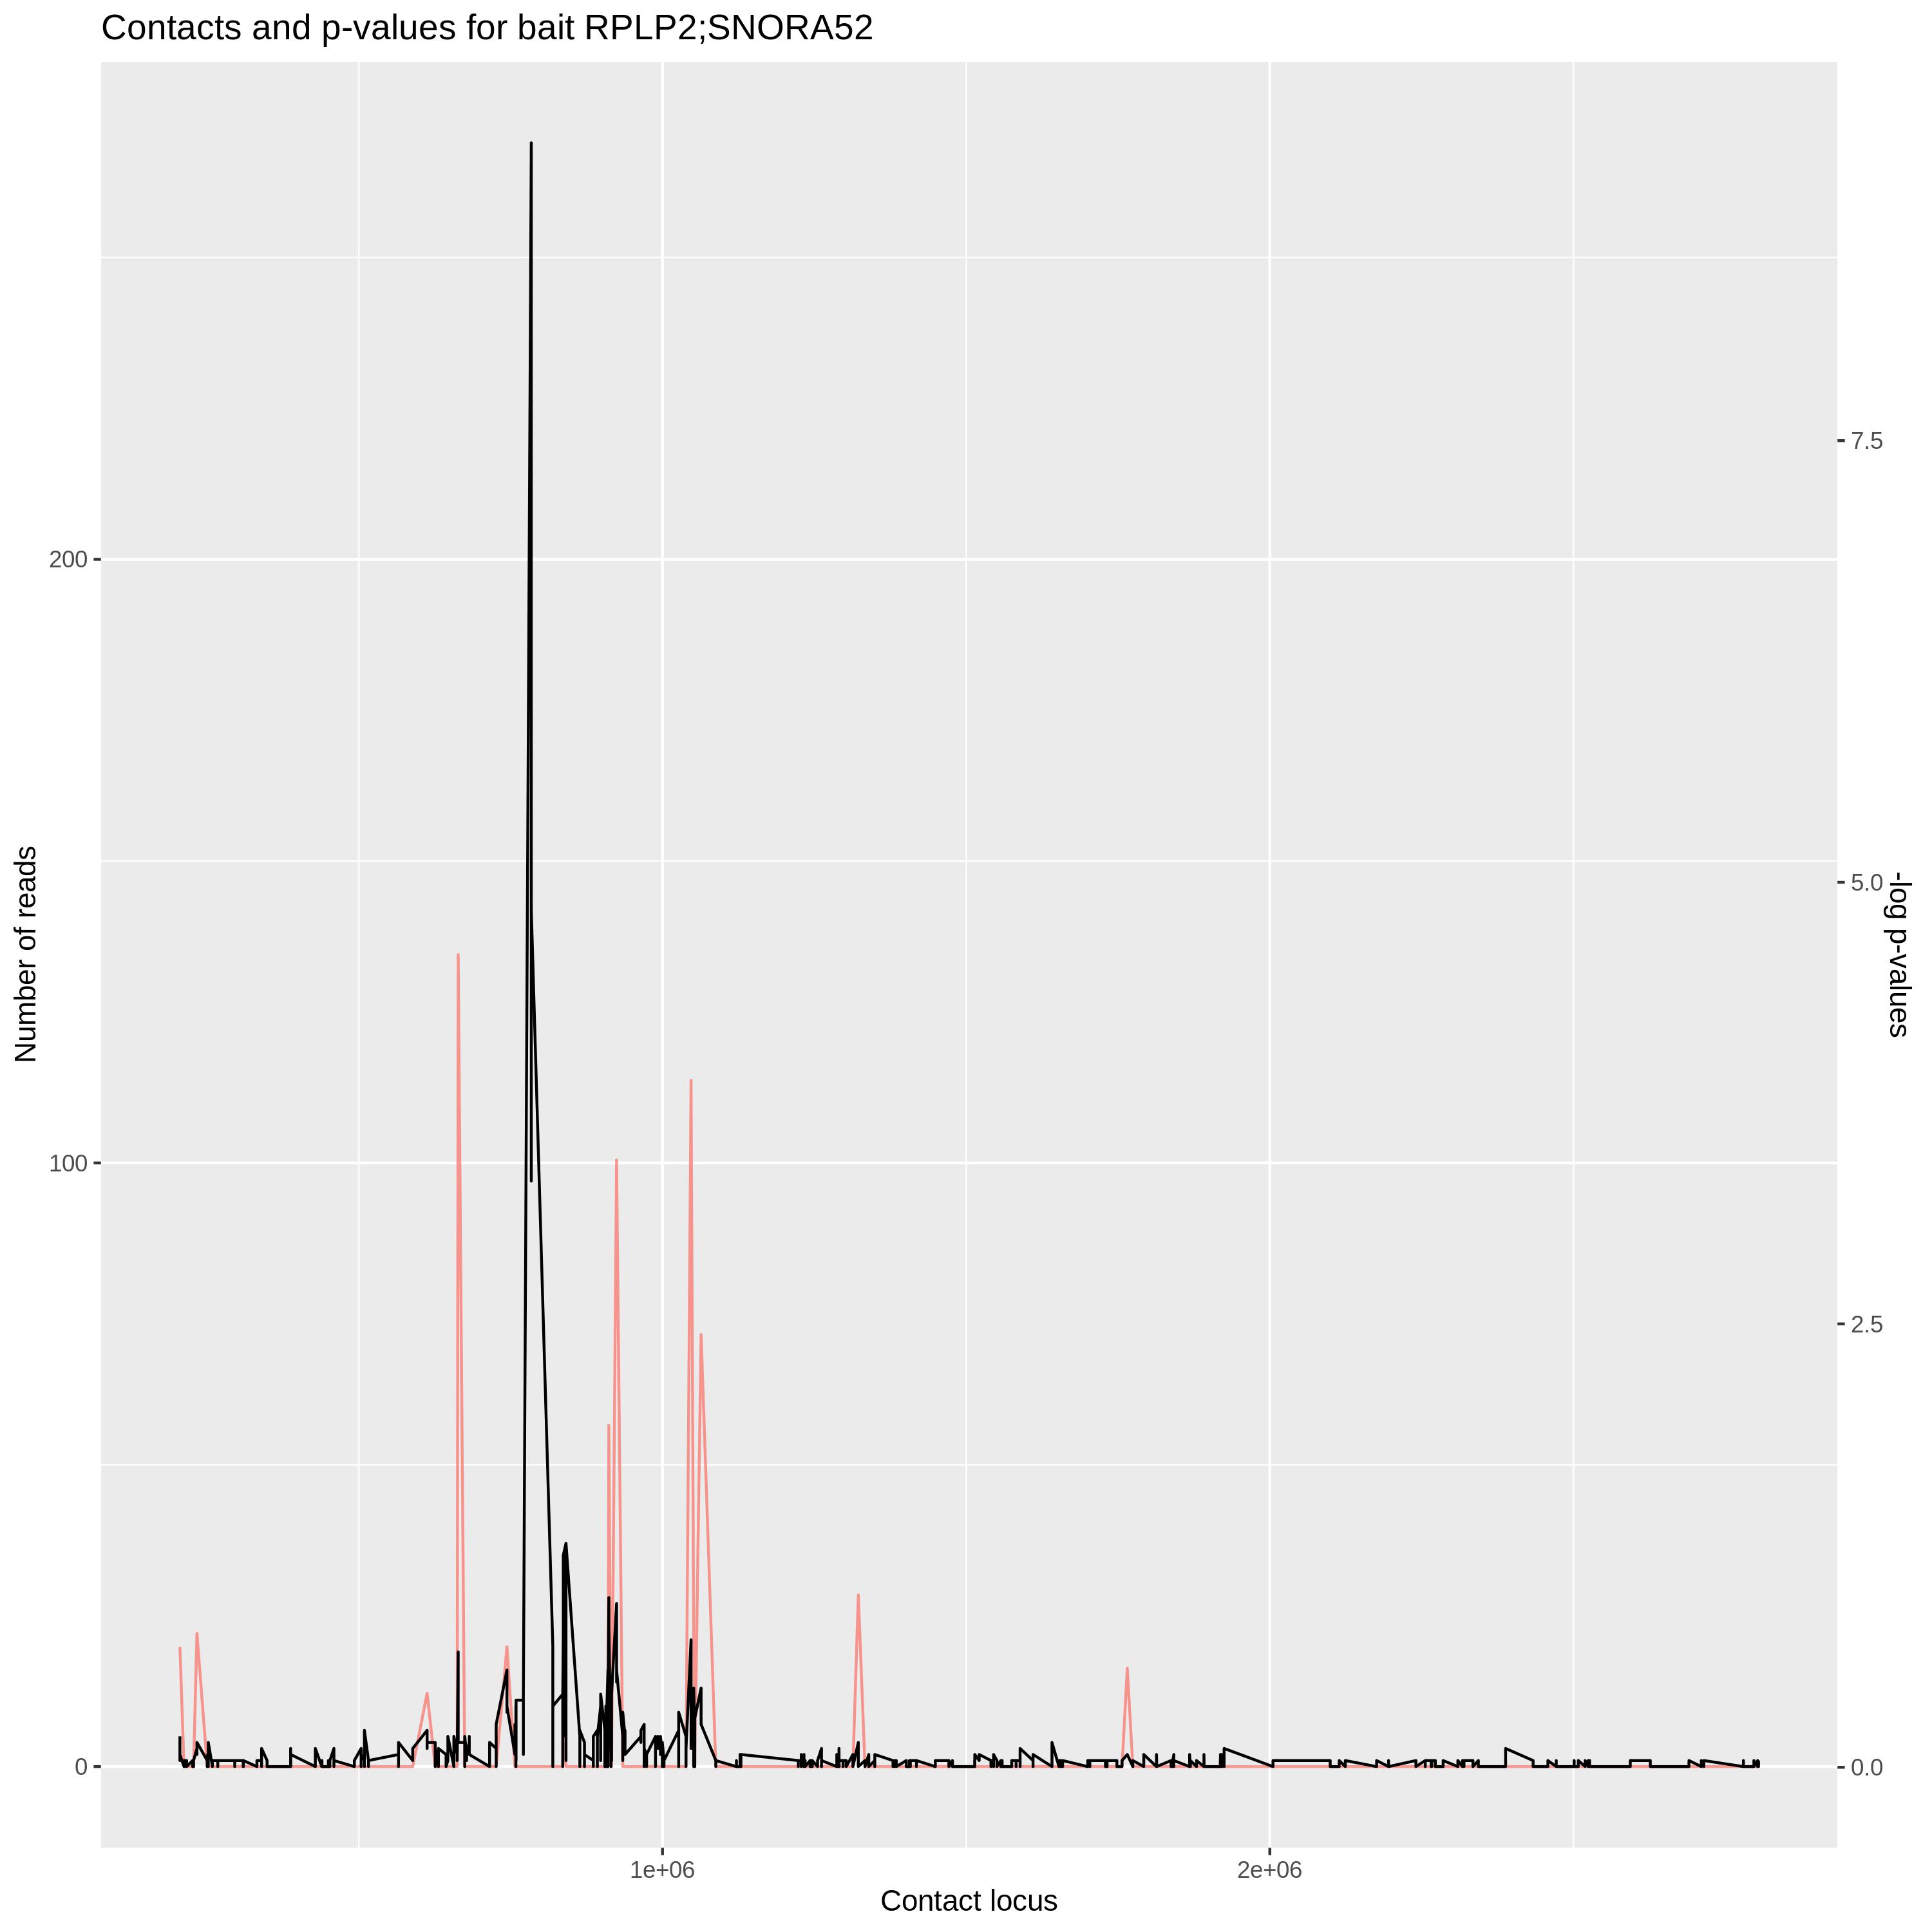 Contacts and p-values for bait RPLP2;SNORA52
Number of reads
200
100
0
7.5
5.0
2.5
0.0
-log p-values
1e+06
2e+06
Contact locus